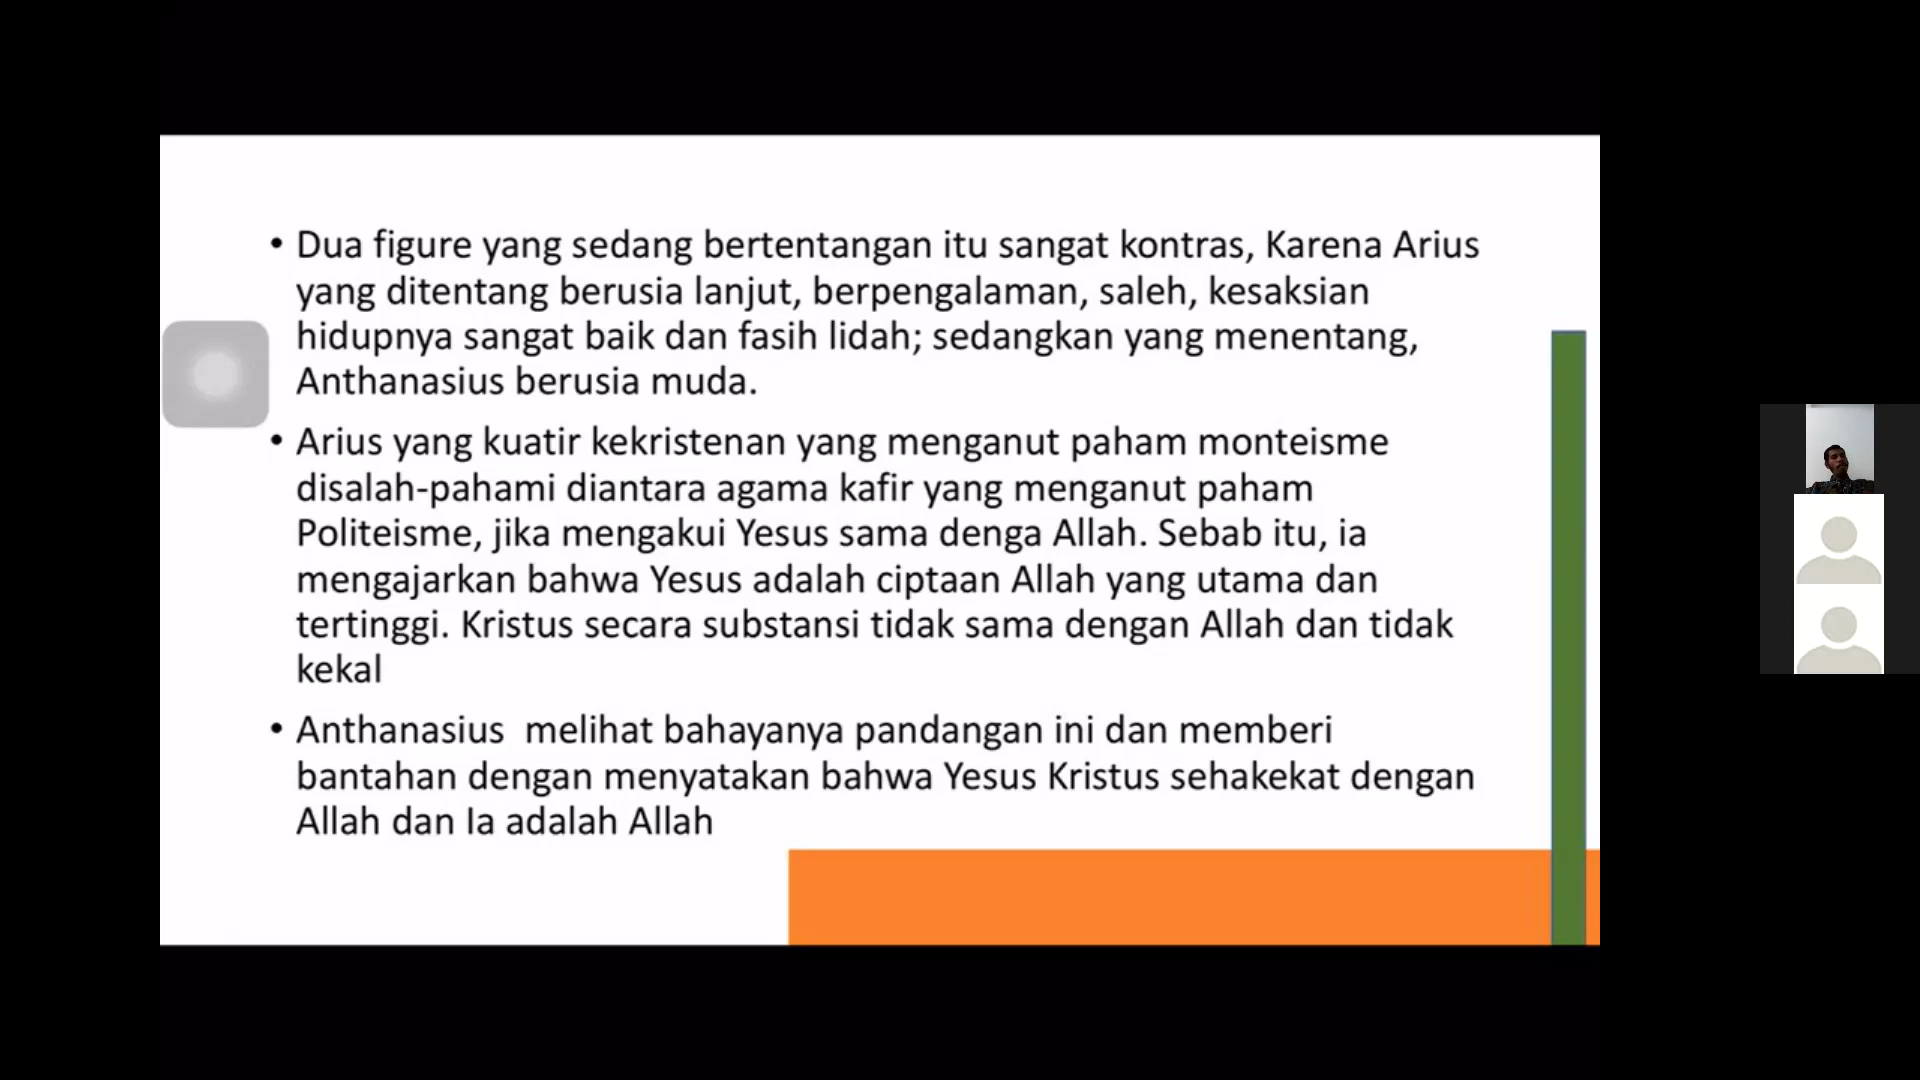 • Dua figure yang sedang bertentangan itu sangat kontras, Karena Arius
yang ditentang berusia lanjut, berpengalaman, saleh, kesaksian
hidupnya sangat baik dan fasih lidah; sedangkan yang menentang,
Anthanasius berusia muda.
• Arius yang kuatir kekristenan yang menganut paham monteisme
disalah-pahami diantara agama kafir yang menganut paham
Politeisme, jika mengakui Yesus sama denga Allah. Sebab itu, ia
mengajarkan bahwa Yesus adalah ciptaan Allah yang utama dan
tertinggi. Kristus secara substansi tidak sama dengan Allah dan tidak
kekal
• Anthanasius  melihat bahayanya pandangan ini dan memberi
bantahan dengan menyatakan bahwa Yesus Kristus sehakekat dengan
Allah dan Ia adalah Allah